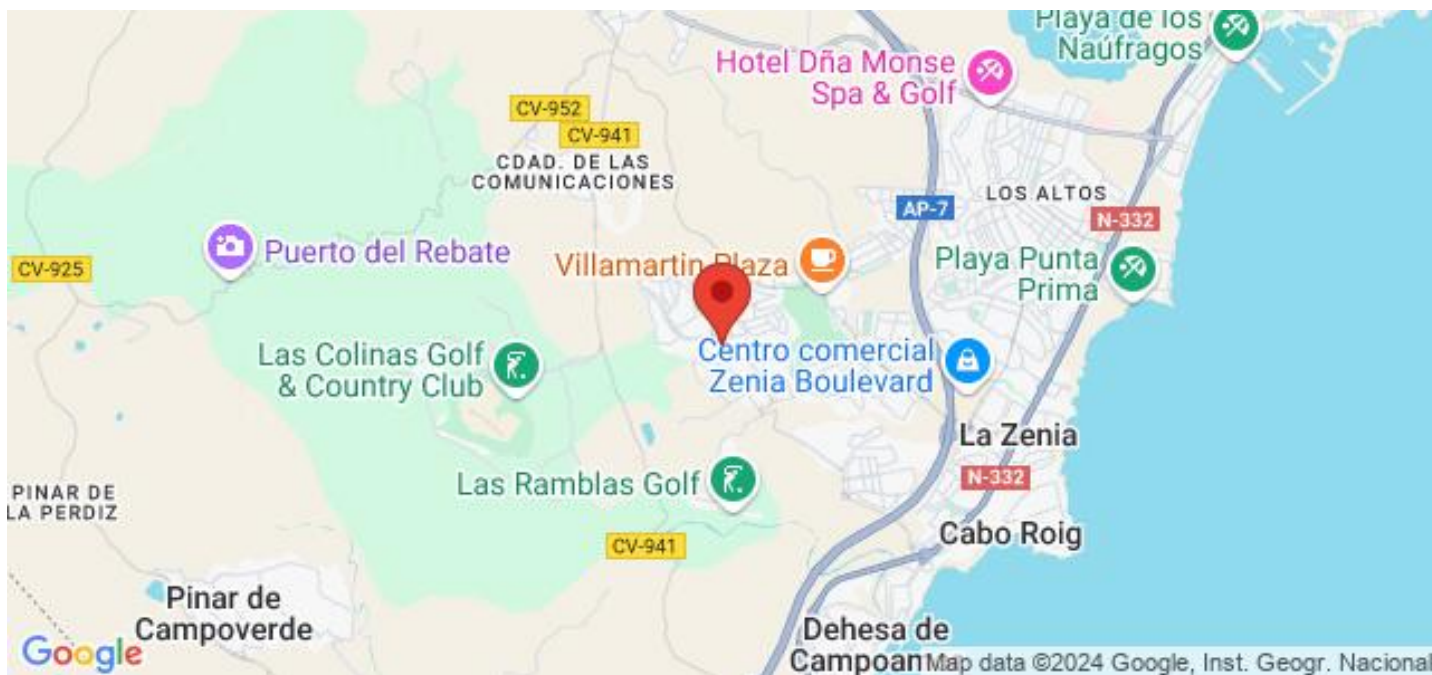 Playa de los
Naúfragos
Hotel Dña Monse
Spa & Golf
CV-952
CV-941
CDAD. DE LAS
COMUNICACIONES
LOS ALTOS
AP-7
N-332
Puerto del Rebate
CV-925
Villamartin Plaza
Playa Punta
Prima
Las Colinas Golf
& Country Club
Centro comercial
Zenia Boulevard
La Zenia
Las Ramblas Golf
N-332
PINAR DE
LA PERDIZ
CV-941
Cabo Roig
Pinar de
Campoverde
Dehesa de
Campoam
Google
Map data ©2024 Google, Inst. Geogr. Nacional